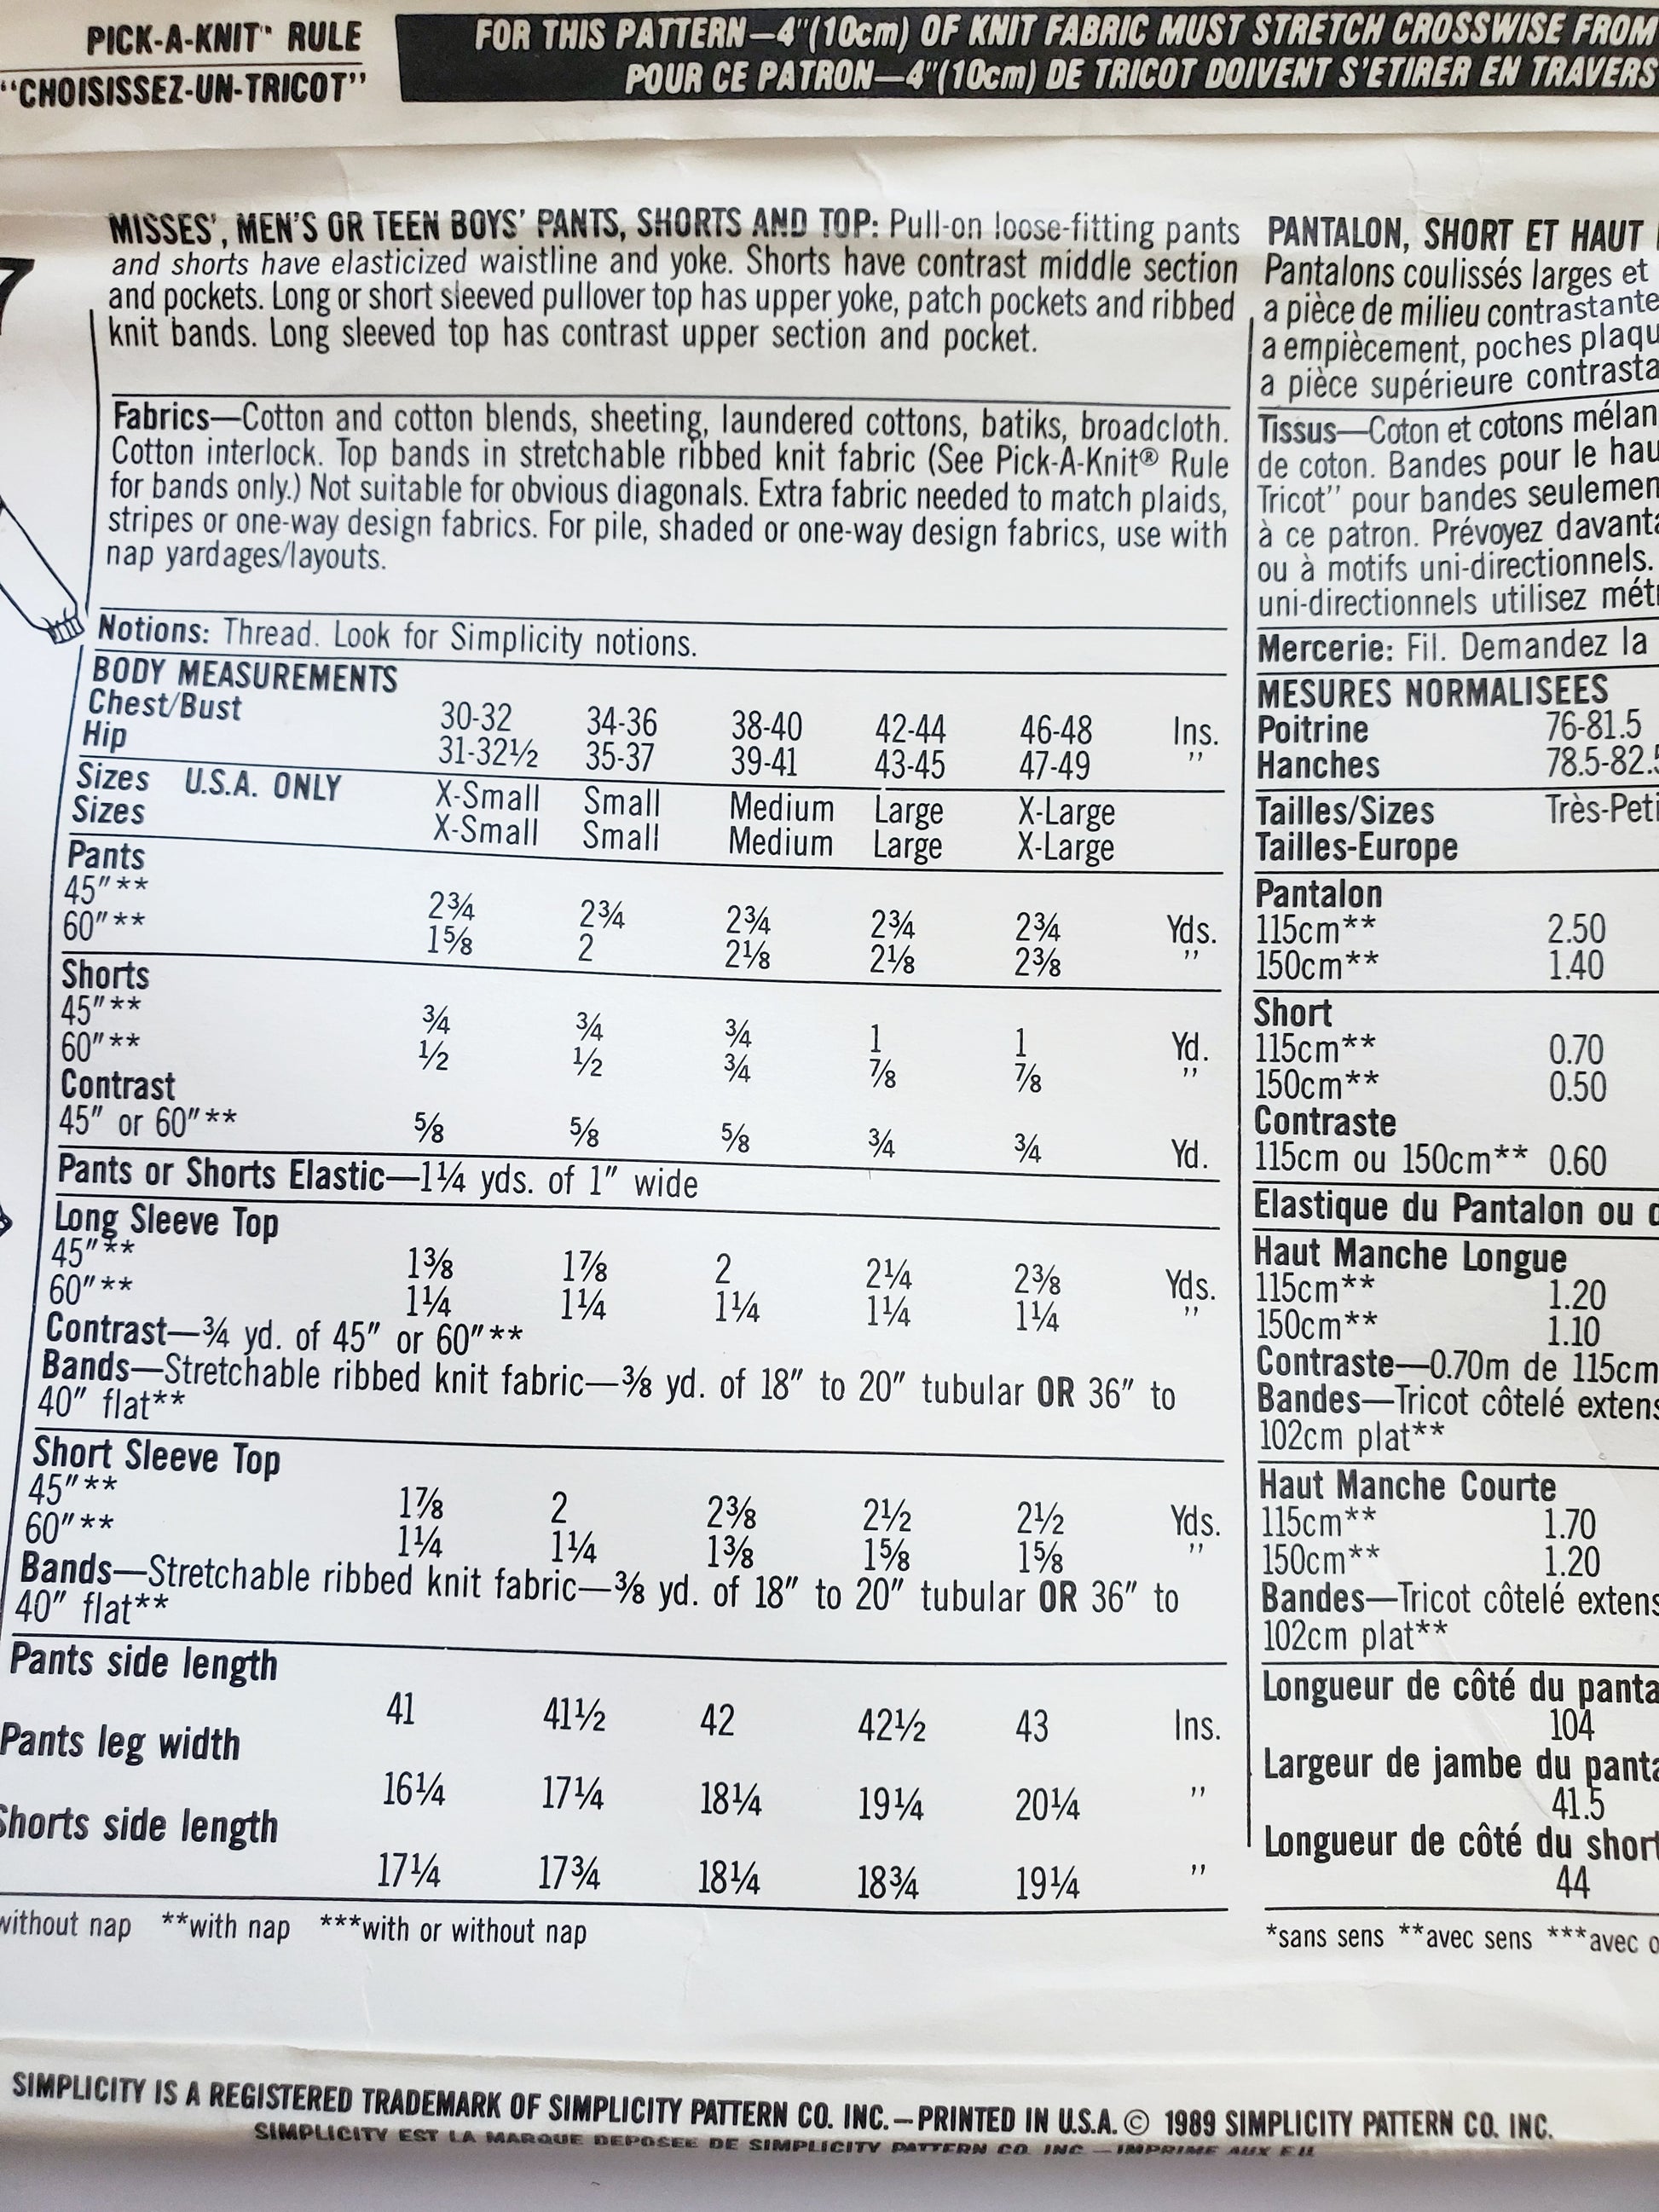 PICK-A-KNIT™ RULE
"CHOISISSEZ-UN-TRICOT"
FOR THIS PATTERN—4"(10cm) OF KNIT FABRIC MUST STRETCH CROSSWISE FROM
POUR CE PATRON—4"(10cm) DE TRICOT DOIVENT S'ETIRER EN TRAVERS
7
MISSES', MEN'S OR TEEN BOYS' PANTS, SHORTS AND TOP: Pull-on loose-fitting pants
and shorts have elasticized waistline and yoke. Shorts have contrast middle section
and pockets. Long or short sleeved pullover top has upper yoke, patch pockets and ribbed
knit bands. Long sleeved top has contrast upper section and pocket.
Fabrics—Cotton and cotton blends, sheeting, laundered cottons, batiks, broadcloth.
Cotton interlock. Top bands in stretchable ribbed knit fabric (See Pick-A-Knit® Rule
for bands only.) Not suitable for obvious diagonals. Extra fabric needed to match plaids,
stripes or one-way design fabrics. For pile, shaded or one-way design fabrics, use with
nap yardages/layouts.
Notions: Thread. Look for Simplicity notions.
BODY MEASUREMENTS
Chest/Bust 30-32 34-36 38-40 42-44 46-48 Ins.
Hip 31-32½ 35-37 39-41 43-45 47-49 "
Sizes U.S.A. ONLY X-Small Small Medium Large X-Large
Sizes X-Small Small Medium Large X-Large
Pants
45"** 2¾ 2¾ 2¾ 2¾ 2¾ Yds.
60"** 1⅝ 2 2⅛ 2⅛ 2⅜ "
Shorts
45"** ¾ ¾ ¾ 1 1 Yd.
60"** ½ ½ ¾ ⅞ ⅞ "
Contrast
45" or 60"** ⅝ ⅝ ⅝ ¾ ¾ Yd.
Pants or Shorts Elastic—1¼ yds. of 1" wide
Long Sleeve Top
45"** 1⅜ 1⅞ 2 2¼ 2⅜ Yds.
60"** 1¼ 1¼ 1¼ 1¼ 1¼ "
Contrast—¾ yd. of 45" or 60"**
Bands—Stretchable ribbed knit fabric—⅜ yd. of 18" to 20" tubular OR 36" to
40" flat**
Short Sleeve Top
45"** 1⅞ 2 2⅜ 2½ 2½ Yds.
60"** 1¼ 1¼ 1⅜ 1⅝ 1⅝ "
Bands—Stretchable ribbed knit fabric—⅜ yd. of 18" to 20" tubular OR 36" to
40" flat**
Pants side length
41 41½ 42 42½ 43 Ins.
Pants leg width
16¼ 17¼ 18¼ 19¼ 20¼ "
Shorts side length
17¼ 17¾ 18¼ 18¾ 19¼ "
without nap **with nap ***with or without nap
PANTALON, SHORT ET HAUT
Pantalons coulissés larges et
a pièce de milieu contrastante
a empiècement, poches plaqu
a pièce supérieure contrasta
Tissus—Coton et cotons mélan
de coton. Bandes pour le hau
Tricot" pour bandes seulemen
à ce patron. Prévoyez davanta
ou à motifs uni-directionnels.
uni-directionnels utilisez mét
Mercerie: Fil. Demandez la
MESURES NORMALISEES
Poitrine 76-81.5
Hanches 78.5-82.5
Tailles/Sizes Très-Peti
Tailles-Europe
Pantalon
115cm** 2.50
150cm** 1.40
Short
115cm** 0.70
150cm** 0.50
Contraste
115cm ou 150cm** 0.60
Elastique du Pantalon ou d
Haut Manche Longue
115cm** 1.20
150cm** 1.10
Contraste—0.70m de 115cm
Bandes—Tricot côtelé extens
102cm plat**
Haut Manche Courte
115cm** 1.70
150cm** 1.20
Bandes—Tricot côtelé extens
102cm plat**
Longueur de côté du panta
104
Largeur de jambe du panta
41.5
Longueur de côté du short
44
*sans sens **avec sens ***avec o
SIMPLICITY IS A REGISTERED TRADEMARK OF SIMPLICITY PATTERN CO. INC.—PRINTED IN U.S.A. © 1989 SIMPLICITY PATTERN CO. INC.
SIMPLICITY EST LA MARQUE DEPOSEE DE SIMPLICITY PATTERN CO. INC.—IMPRIME AUX E.U.